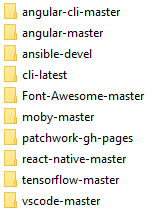 angular-cli-master
angular-master
ansible-devel
cli-latest
Font-Awesome-master
moby-master
patchwork-gh-pages
react-native-master
tensorflow-master
vscode-master